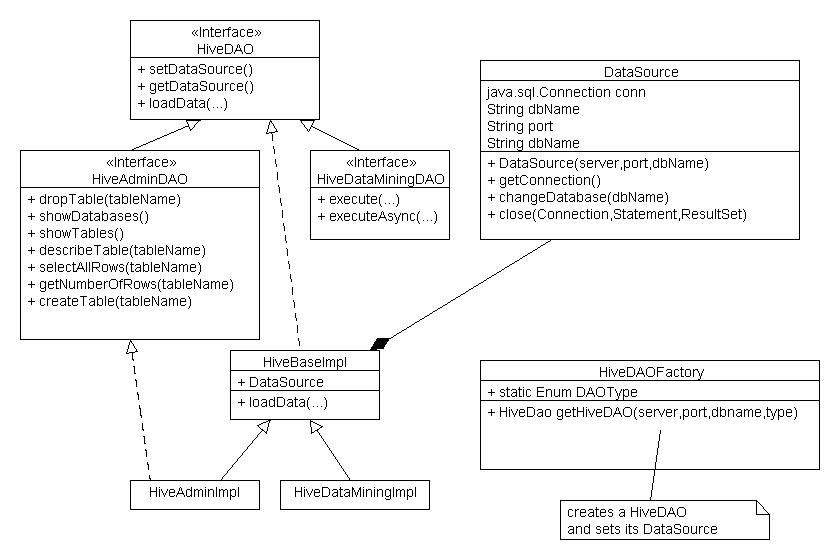 «Interface»
HiveDAO
+ setDataSource()
+ getDataSource()
+ loadData(...)
DataSource
java.sql.Connection conn
String dbName
String port
String dbName
+ DataSource(server,port,dbName)
+ getConnection()
+ changeDatabase(dbName)
+ close(Connection,Statement,ResultSet)
«Interface»
HiveAdminDAO
+ dropTable(tableName)
+ showDatabases()
+ showTables()
+ describeTable(tableName)
+ selectAllRows(tableName)
+ getNumberOfRows(tableName)
+ createTable(tableName)
«Interface»
HiveDataMiningDAO
+ execute(...)
+ executeAsync(...)
HiveBaseImpl
+ DataSource
+ loadData(...)
HiveDAOFactory
+ static Enum DAOType
+ HiveDao getHiveDAO(server,port,dbname,type)
HiveAdminImpl
HiveDataMiningImpl
creates a HiveDAO
and sets its DataSource